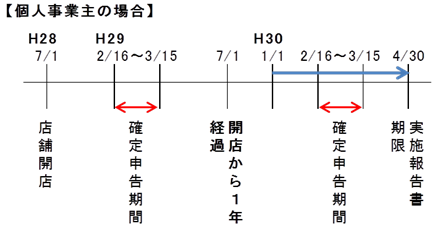 【個人事業主の場合】
H28
H29
H30
7/1
2/16～3/15
7/1
1/1
2/16～3/15
4/30
店舗開店
確定申告期間
開店から１年
経過
確定申告期間
実施報告書
期限